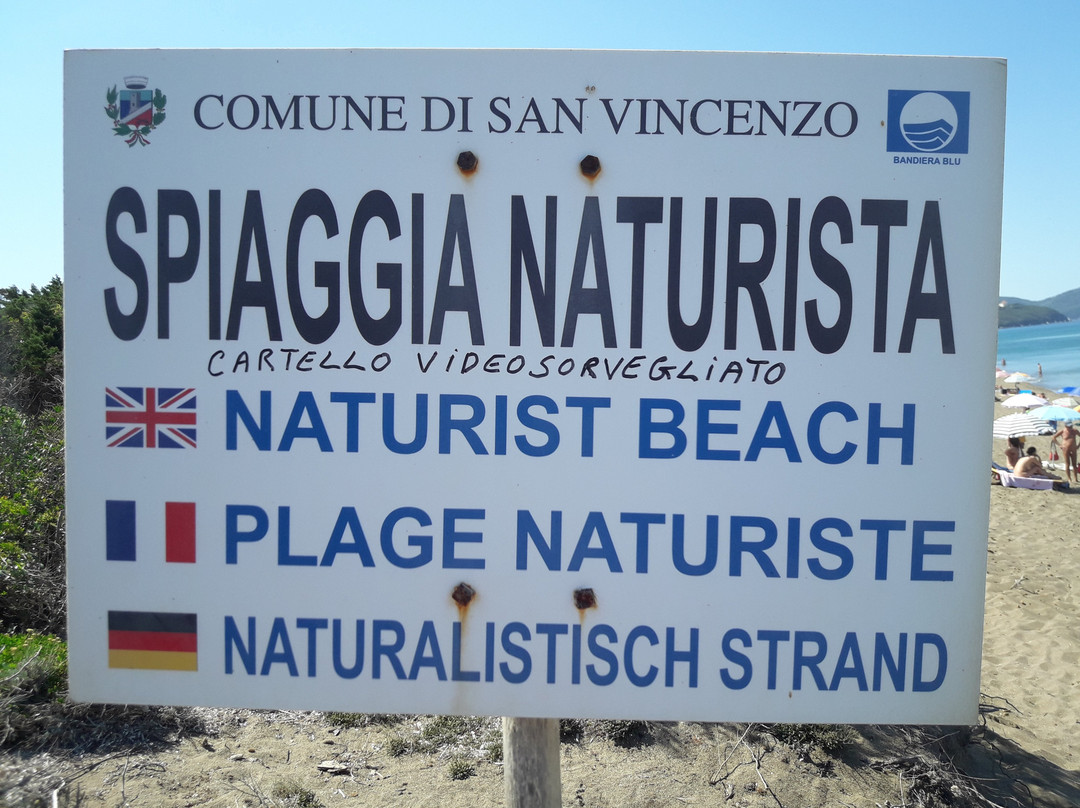 COMUNE DI SAN VINCENZO
BANDIERA BLU
SPIAGGIA NATURISTA
CARTELLO VIDEOSORVEGLIATO
NATURIST BEACH
PLAGE NATURISTE
NATURALISTISCH STRAND